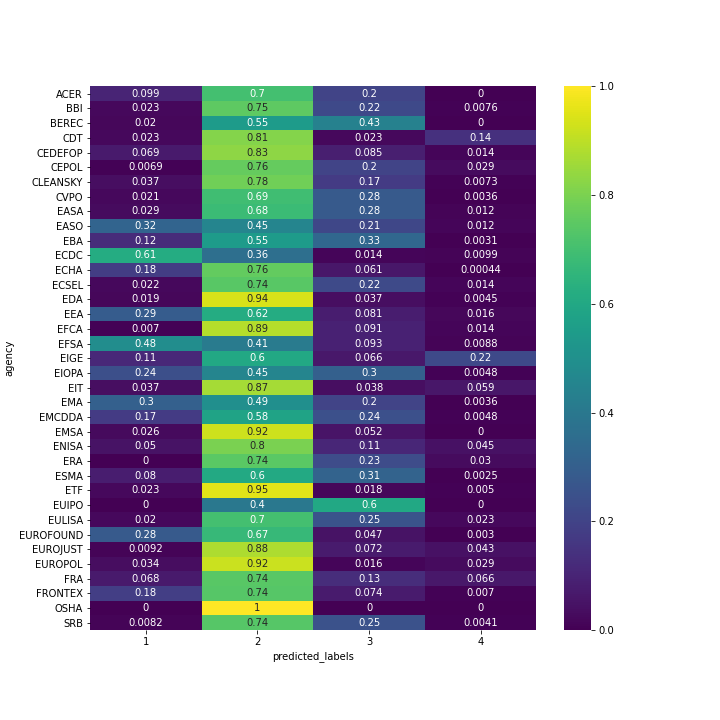 ACER 0.099 0.7 0.2 0
BBI 0.023 0.75 0.22 0.0076
BEREC 0.02 0.55 0.43 0
CDT 0.023 0.81 0.023 0.14
CEDEFOP 0.069 0.83 0.085 0.014
CEPOL 0.0069 0.76 0.2 0.029
CLEANSKY 0.037 0.78 0.17 0.0073
CVPO 0.021 0.69 0.28 0.0036
EASA 0.029 0.68 0.28 0.012
EASO 0.32 0.45 0.21 0.012
EBA 0.12 0.55 0.33 0.0031
ECDC 0.61 0.36 0.014 0.0099
ECHA 0.18 0.76 0.061 0.00044
ECSEL 0.022 0.74 0.22 0.014
EDA 0.019 0.94 0.037 0.0045
EEA 0.29 0.62 0.081 0.016
EFCA 0.007 0.89 0.091 0.014
EFSA 0.48 0.41 0.093 0.0088
EIGE 0.11 0.6 0.066 0.22
EIOPA 0.24 0.45 0.3 0.0048
EIT 0.037 0.87 0.038 0.059
EMA 0.3 0.49 0.2 0.0036
EMCDDA 0.17 0.58 0.24 0.0048
EMSA 0.026 0.92 0.052 0
ENISA 0.05 0.8 0.11 0.045
ERA 0 0.74 0.23 0.03
ESMA 0.08 0.6 0.31 0.0025
ETF 0.023 0.95 0.018 0.005
EUIPO 0 0.4 0.6 0
EULISA 0.02 0.7 0.25 0.023
EUROFOUND 0.28 0.67 0.047 0.003
EUROJUST 0.0092 0.88 0.072 0.043
EUROPOL 0.034 0.92 0.016 0.029
FRA 0.068 0.74 0.13 0.066
FRONTEX 0.18 0.74 0.074 0.007
OSHA 0 1 0 0
SRB 0.0082 0.74 0.25 0.0041
1 2 3 4
predicted_labels
agency
1.0
0.8
0.6
0.4
0.2
0.0